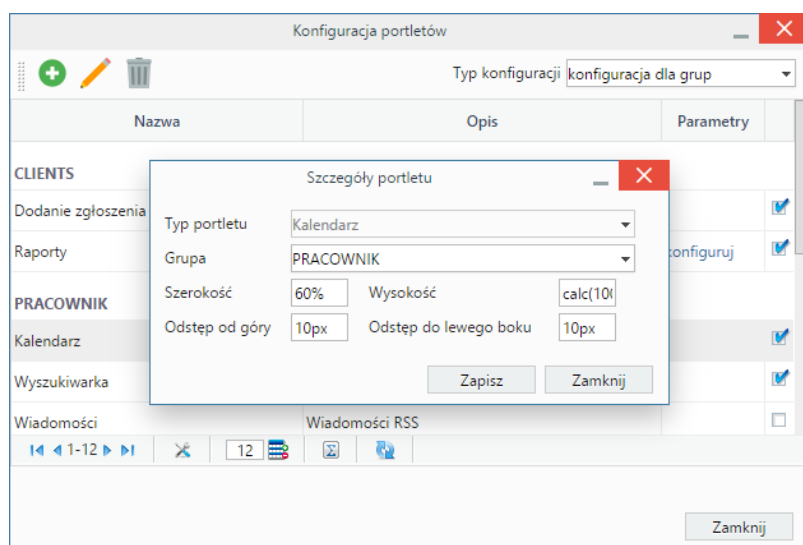 Konfiguracja portletów
Typ konfiguracji konfiguracja dla grup
Nazwa Opis Parametry
CLIENTS
Dodanie zgłoszenia
Raporty
PRACOWNIK
Kalendarz
Wyszukiwarka
Wiadomości Wiadomości RSS
Szczegóły portletu
Typ portletu Kalendarz
Grupa PRACOWNIK
Szerokość 60% Wysokość calc(10
Odstęp od góry 10px Odstęp do lewego boku 10px
Zapisz Zamknij
onfiguruj
1-12 12
Zamknij